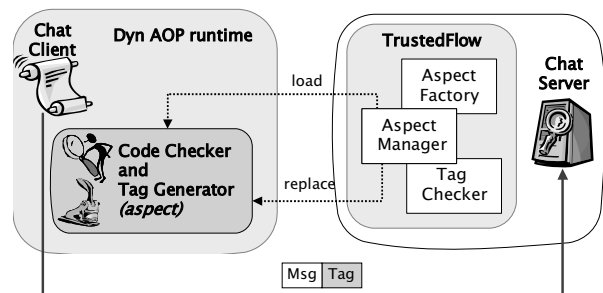 Chat
Client
Dyn AOP runtime
TrustedFlow
Chat
Server
load
Aspect
Factory
Aspect
Manager
Code Checker
and
Tag Generator
(aspect)
replace
Tag
Checker
Msg Tag